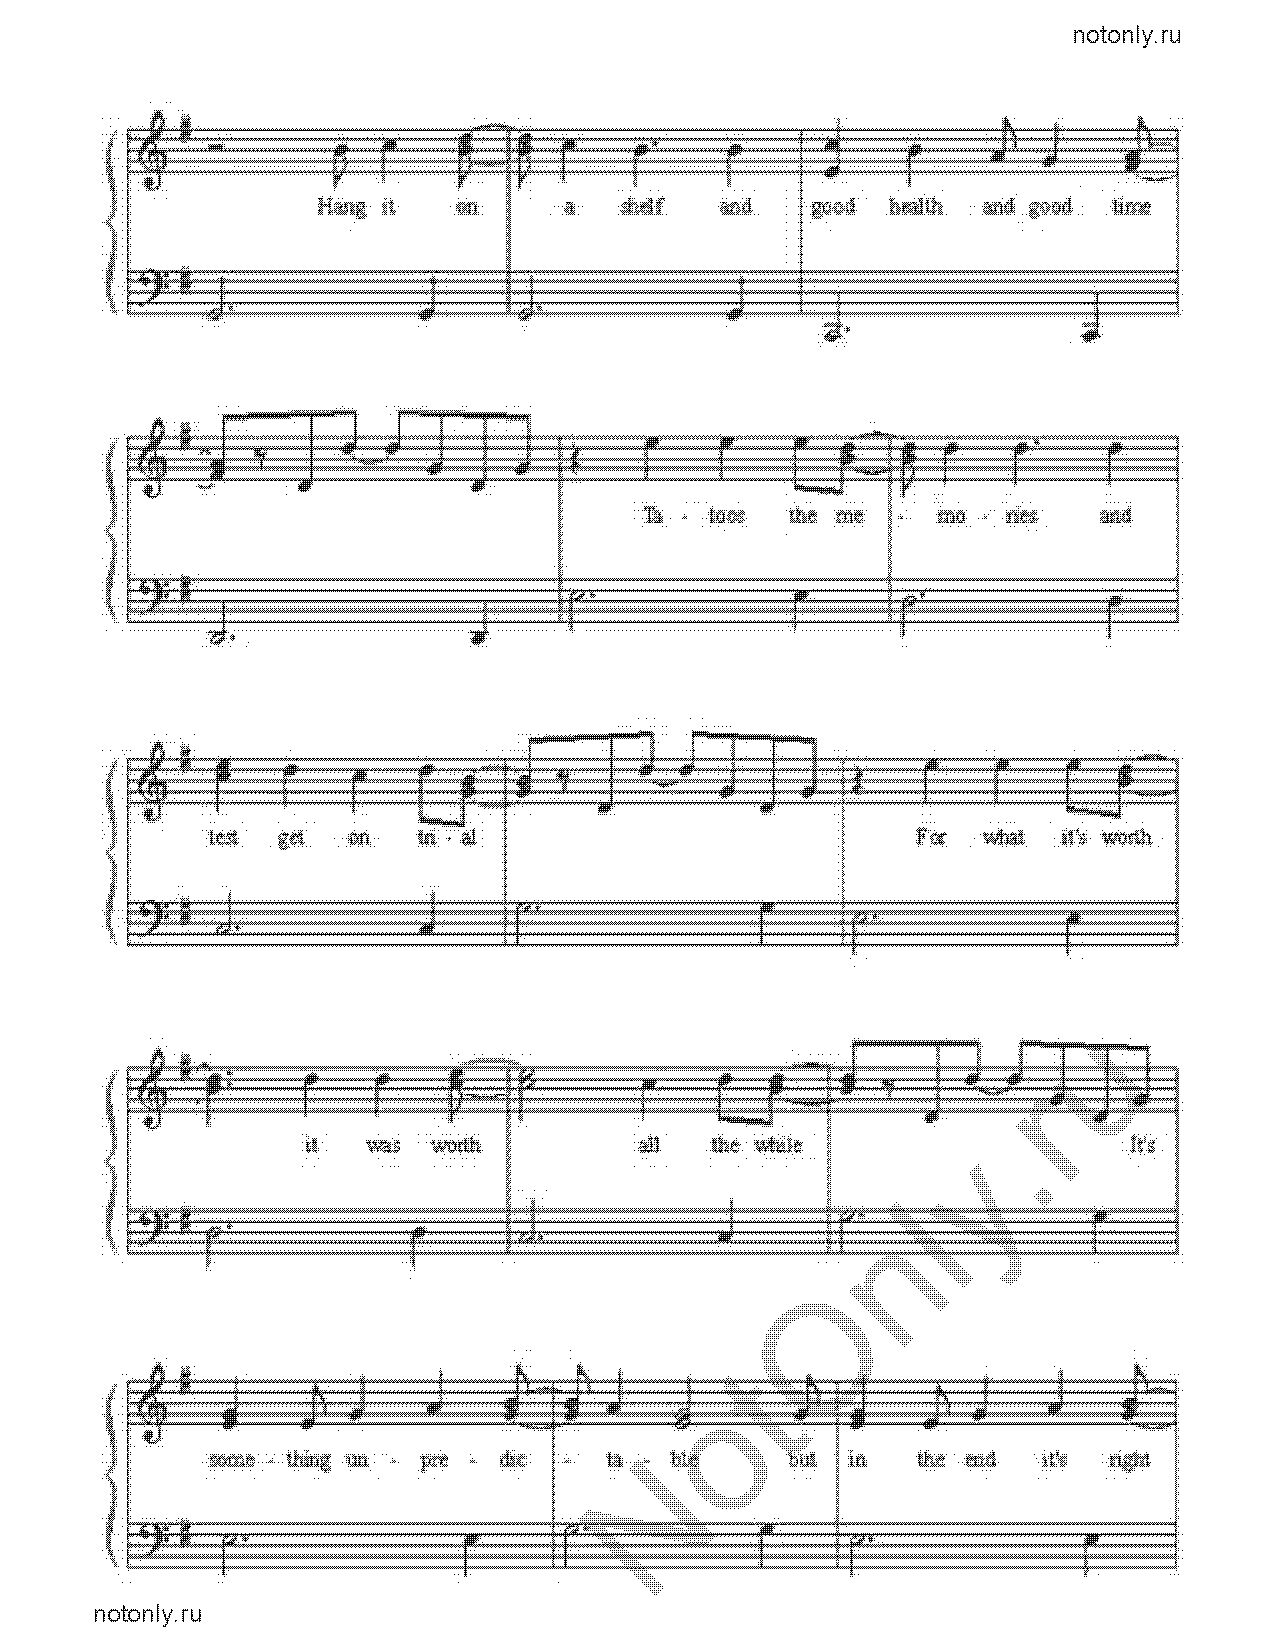 notonly.ru
Hang it on a shelf and good health and good time
Ta - toos the me - mo - ries and
test get on tri - al For what it's worth
it was worth all the while It's
some - thing un - pre - dic - ta - ble but in the end it's right
NotOnly.ru
notonly.ru